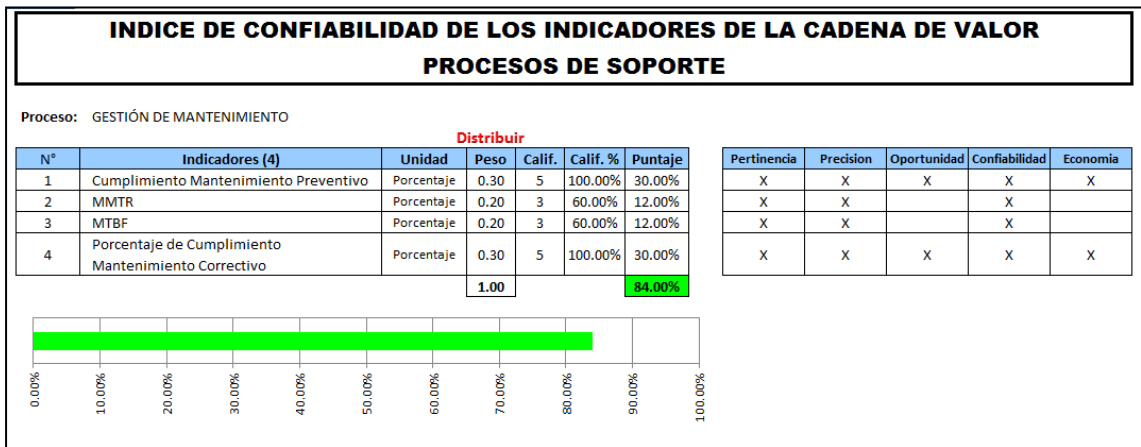 INDICE DE CONFIABILIDAD DE LOS INDICADORES DE LA CADENA DE VALOR
PROCESOS DE SOPORTE
Proceso: GESTIÓN DE MANTENIMIENTO
Distribuir
N° Indicadores (4) Unidad Peso Calif. Calif. % Puntaje Pertinencia Precision Oportunidad Confiabilidad Economia
1 Cumplimiento Mantenimiento Preventivo Porcentaje 0.30 5 100.00% 30.00% X X X X X
2 MMTR Porcentaje 0.20 3 60.00% 12.00% X X X
3 MTBF Porcentaje 0.20 3 60.00% 12.00% X X X
4 Porcentaje de Cumplimiento
Mantenimiento Correctivo Porcentaje 0.30 5 100.00% 30.00% X X X X X
1.00 84.00%
0.00% 10.00% 20.00% 30.00% 40.00% 50.00% 60.00% 70.00% 80.00% 90.00% 100.00%